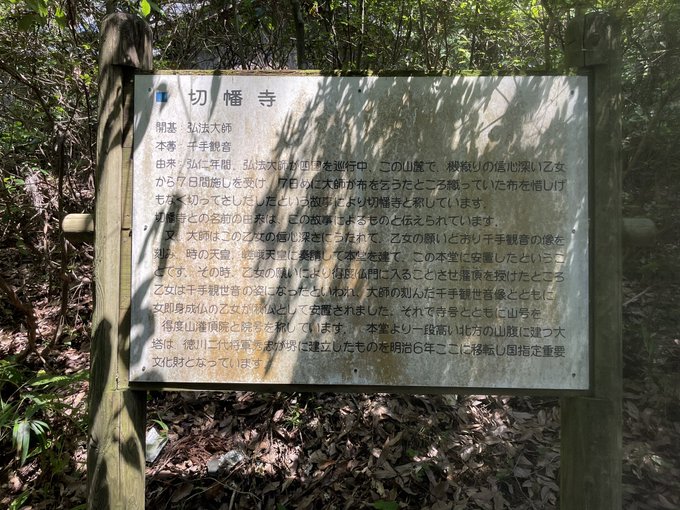 切幡寺
開基：弘法大師
本尊：千手観音
由来：弘仁年間、弘法大師が四国を巡行中、この山麓で、機織りの信心深い乙女
から７日間施しを受け、７日めに大師が布を乞うたところ織っていた布を惜しげ
もなく切ってさしだしたという故事により切幡寺と称しています。
切幡寺との名前の由来は、この故事によるものと伝えられています。
又、大師はこの乙女の信心深さにうたれて、乙女の願いどおり千手観音の像を
刻み、時の天皇、嵯峨天皇に奏願して本堂を建て、この本堂に安置したというこ
とです。その時、乙女の願いにより得度仏門に入ることさせ灌頂を授けたところ
乙女は千手観世音の姿になったといわれ、大師の刻んだ千手観世音像とともに
女即身成仏の乙女が秘仏として安置されました。それで寺号とともに山号を
得度山灌頂院と院号を称しています。 本堂より一段高い北方の山腹に建つ大
塔は、徳川二代将軍秀忠が堺に建立したものを明治６年ここに移転し国指定重要
文化財となっています